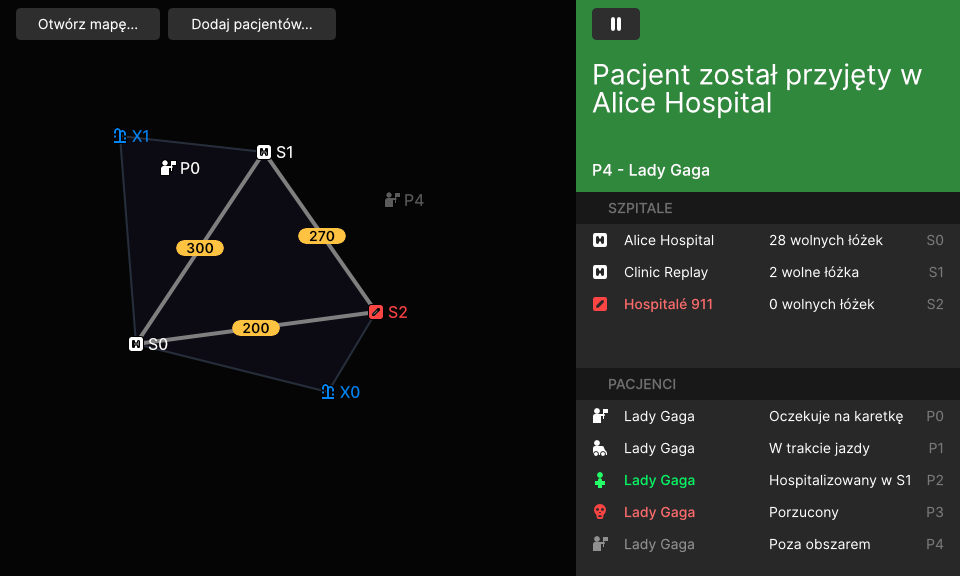 Otwórz mapę...
Dodaj pacjentów...
X1
P0
S1
P4
300
270
S2
200
S0
X0
Pacjent został przyjęty w
Alice Hospital
P4 - Lady Gaga
SZPITALE
Alice Hospital 28 wolnych łóżek S0
Clinic Replay 2 wolne łóżka S1
Hospitalé 911 0 wolnych łóżek S2
PACJENCI
Lady Gaga Oczekuje na karetkę P0
Lady Gaga W trakcie jazdy P1
Lady Gaga Hospitalizowany w S1 P2
Lady Gaga Porzucony P3
Lady Gaga Poza obszarem P4